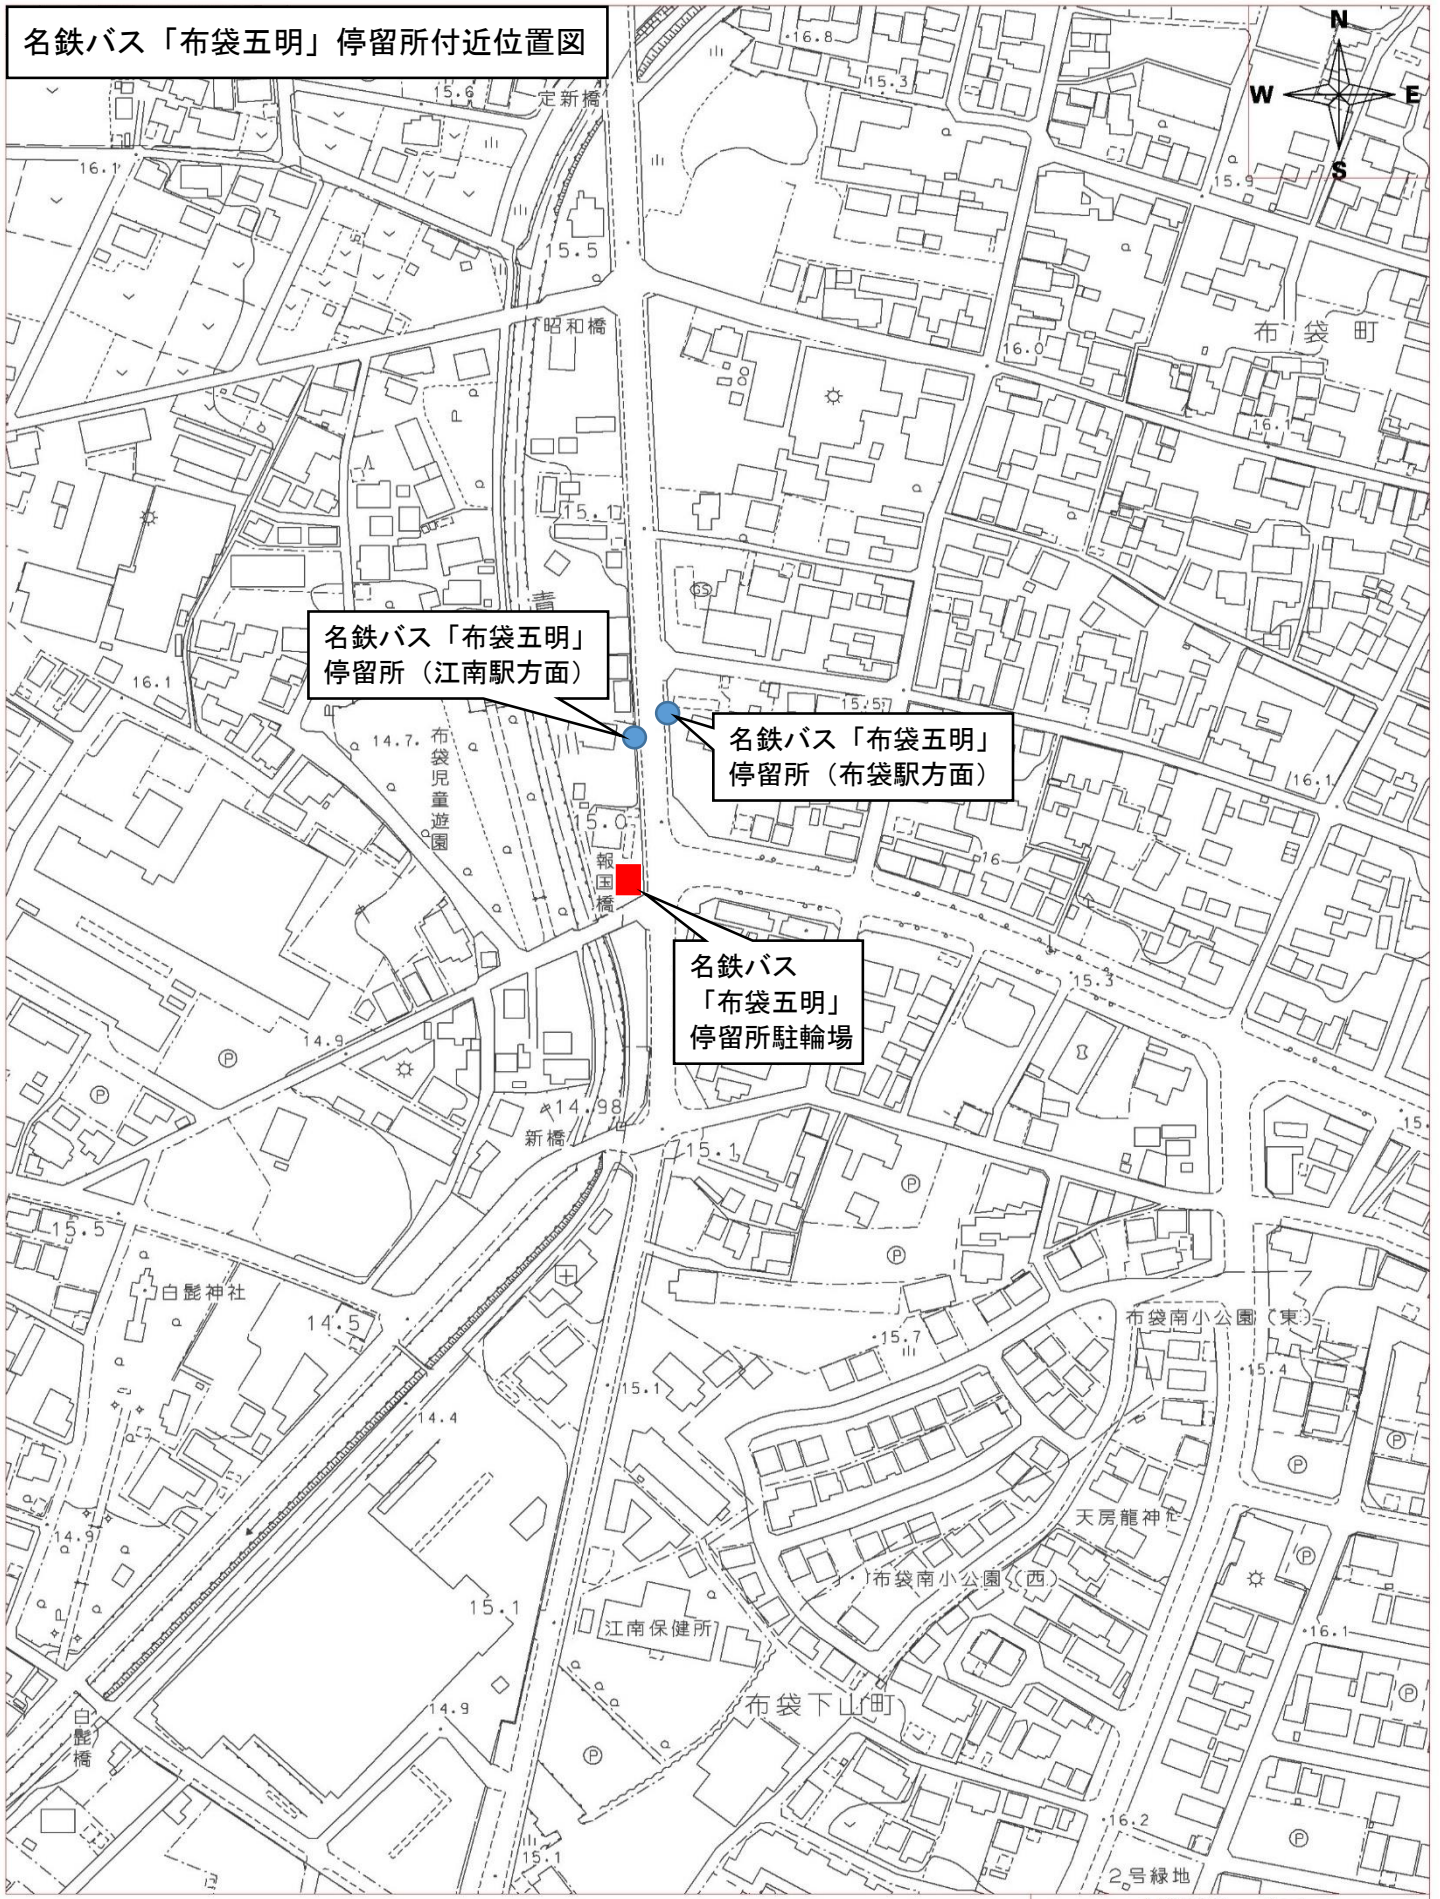 名鉄バス「布袋五明」停留所付近位置図
N
W
E
S
16.8
15.3
15.6
定新橋
16.1
15.9
15.5
昭和橋
布袋町
16.0
16.1
15.1
GS
名鉄バス「布袋五明」
停留所（江南駅方面）
16.1
15.5
名鉄バス「布袋五明」
停留所（布袋駅方面）
14.7
布袋児童遊園
16.1
15.0
報国橋
16
名鉄バス
「布袋五明」
停留所駐輪場
15.3
14.9
P
P
14.98
新橋
15.1
15.
P
15.5
P
白髭神社
14.5
布袋南小公園（東）
15.7
15.4
15.1
14.4
P
P
14.9
天房龍神社
P
布袋南小公園（西）
15.1
江南保健所
16.1
布袋下山町
P
14.9
白髭橋
P
16.2
P
15.1
2号緑地